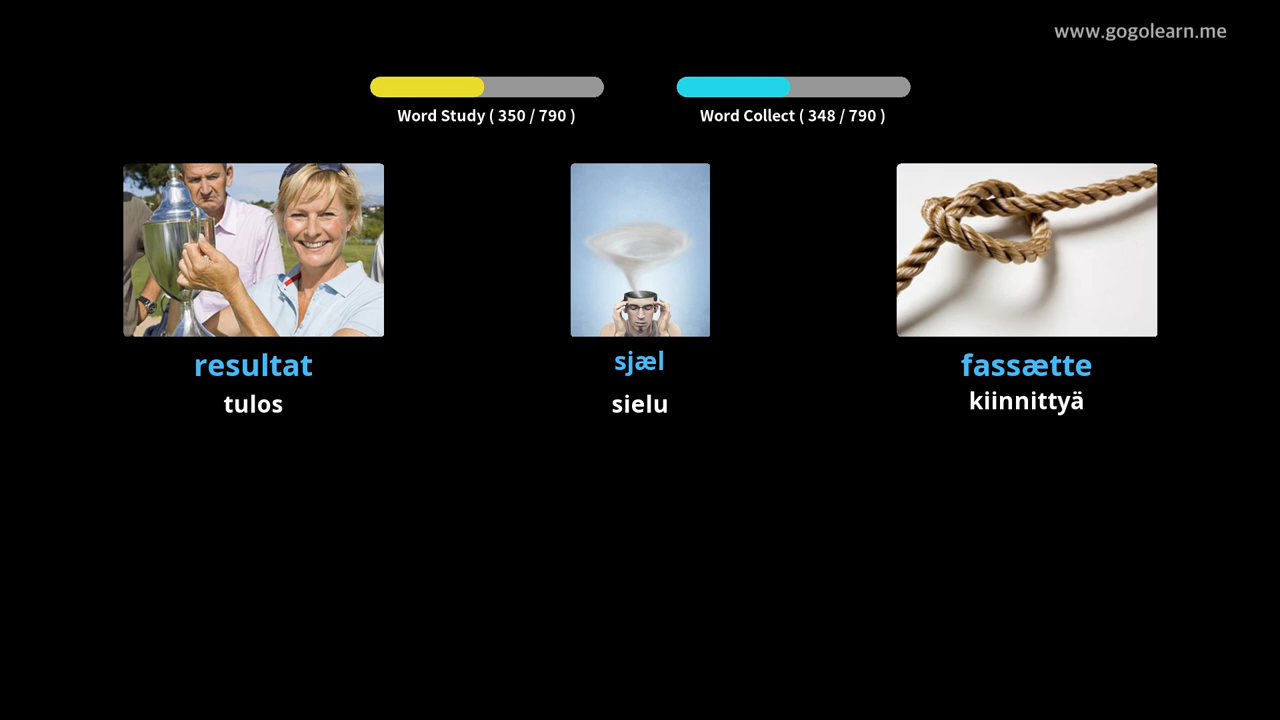 www.gogolearn.me
Word Study ( 350 / 790 )
Word Collect ( 348 / 790 )
resultat
tulos
sjæl
sielu
fassætte
kiinnittyä